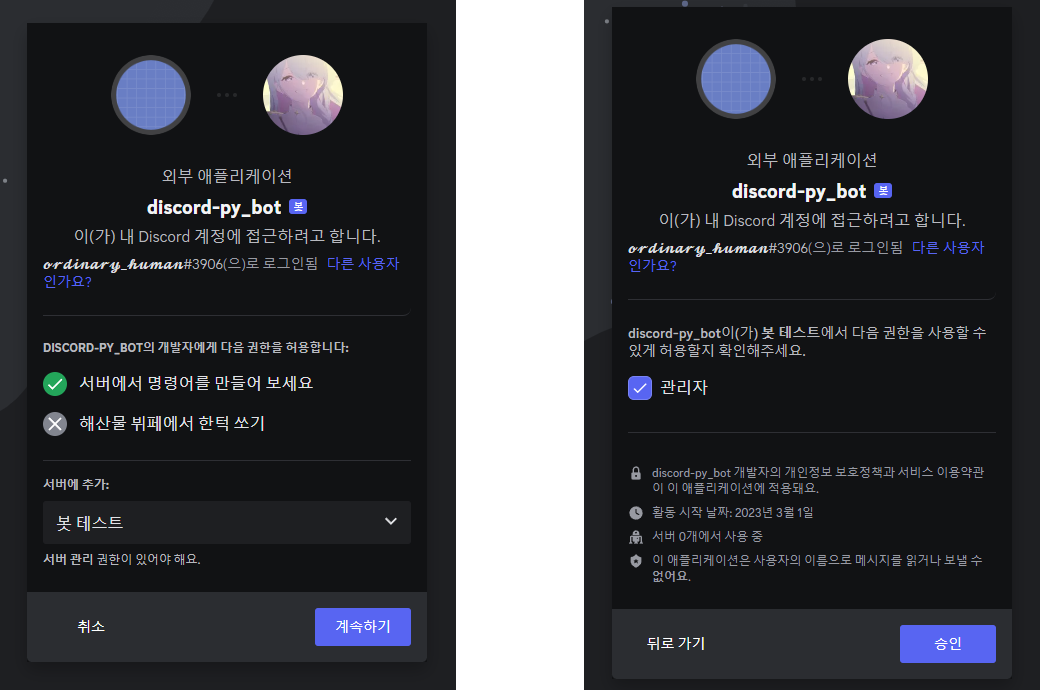 외부 애플리케이션
discord-py_bot 봇
이(가) 내 Discord 계정에 접근하려고 합니다.
𝓸𝓻𝓭𝓲𝓷𝓪𝓻𝔂_𝓱𝓾𝓶𝓪𝓷#3906(으)로 로그인됨 다른 사용자
인가요?
DISCORD-PY_BOT의 개발자에게 다음 권한을 허용합니다:
서버에서 명령어를 만들어 보세요
해산물 뷔페에서 한턱 쏘기
서버에 추가:
봇 테스트
서버 관리 권한이 있어야 해요.
취소
계속하기
외부 애플리케이션
discord-py_bot 봇
이(가) 내 Discord 계정에 접근하려고 합니다.
𝓸𝓻𝓭𝓲𝓷𝓪𝓻𝔂_𝓱𝓾𝓶𝓪𝓷#3906(으)로 로그인됨 다른 사용자
인가요?
discord-py_bot이(가) 봇 테스트에서 다음 권한을 사용할 수
있게 허용할지 확인해주세요.
관리자
discord-py_bot 개발자의 개인정보 보호정책과 서비스 이용약관
이 이 애플리케이션에 적용돼요.
활동 시작 날짜: 2023년 3월 1일
서버 0개에서 사용 중
이 애플리케이션은 사용자의 이름으로 메시지를 읽거나 보낼 수
없어요.
뒤로 가기
승인